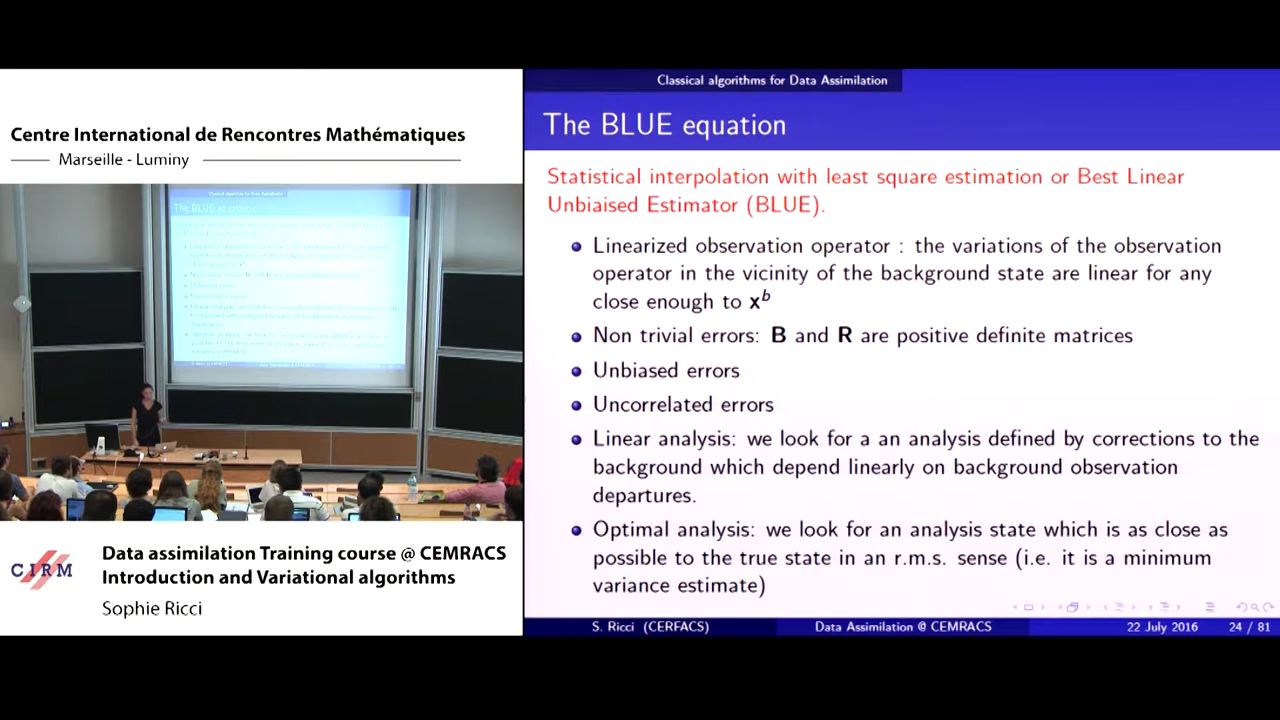 Centre International de Rencontres Mathématiques
Marseille - Luminy
The BLUE equation
CIRM
Data assimilation Training course @ CEMRACS
Introduction and Variational algorithms
Sophie Ricci
Classical algorithms for Data Assimilation
The BLUE equation
Statistical interpolation with least square estimation or Best Linear
Unbiaised Estimator (BLUE).
Linearized observation operator : the variations of the observation
operator in the vicinity of the background state are linear for any
close enough to x^b
Non trivial errors: B and R are positive definite matrices
Unbiased errors
Uncorrelated errors
Linear analysis: we look for a an analysis defined by corrections to the
background which depend linearly on background observation
departures.
Optimal analysis: we look for an analysis state which is as close as
possible to the true state in an r.m.s. sense (i.e. it is a minimum
variance estimate)
S. Ricci (CERFACS) Data Assimilation @ CEMRACS 22 July 2016 24 / 81